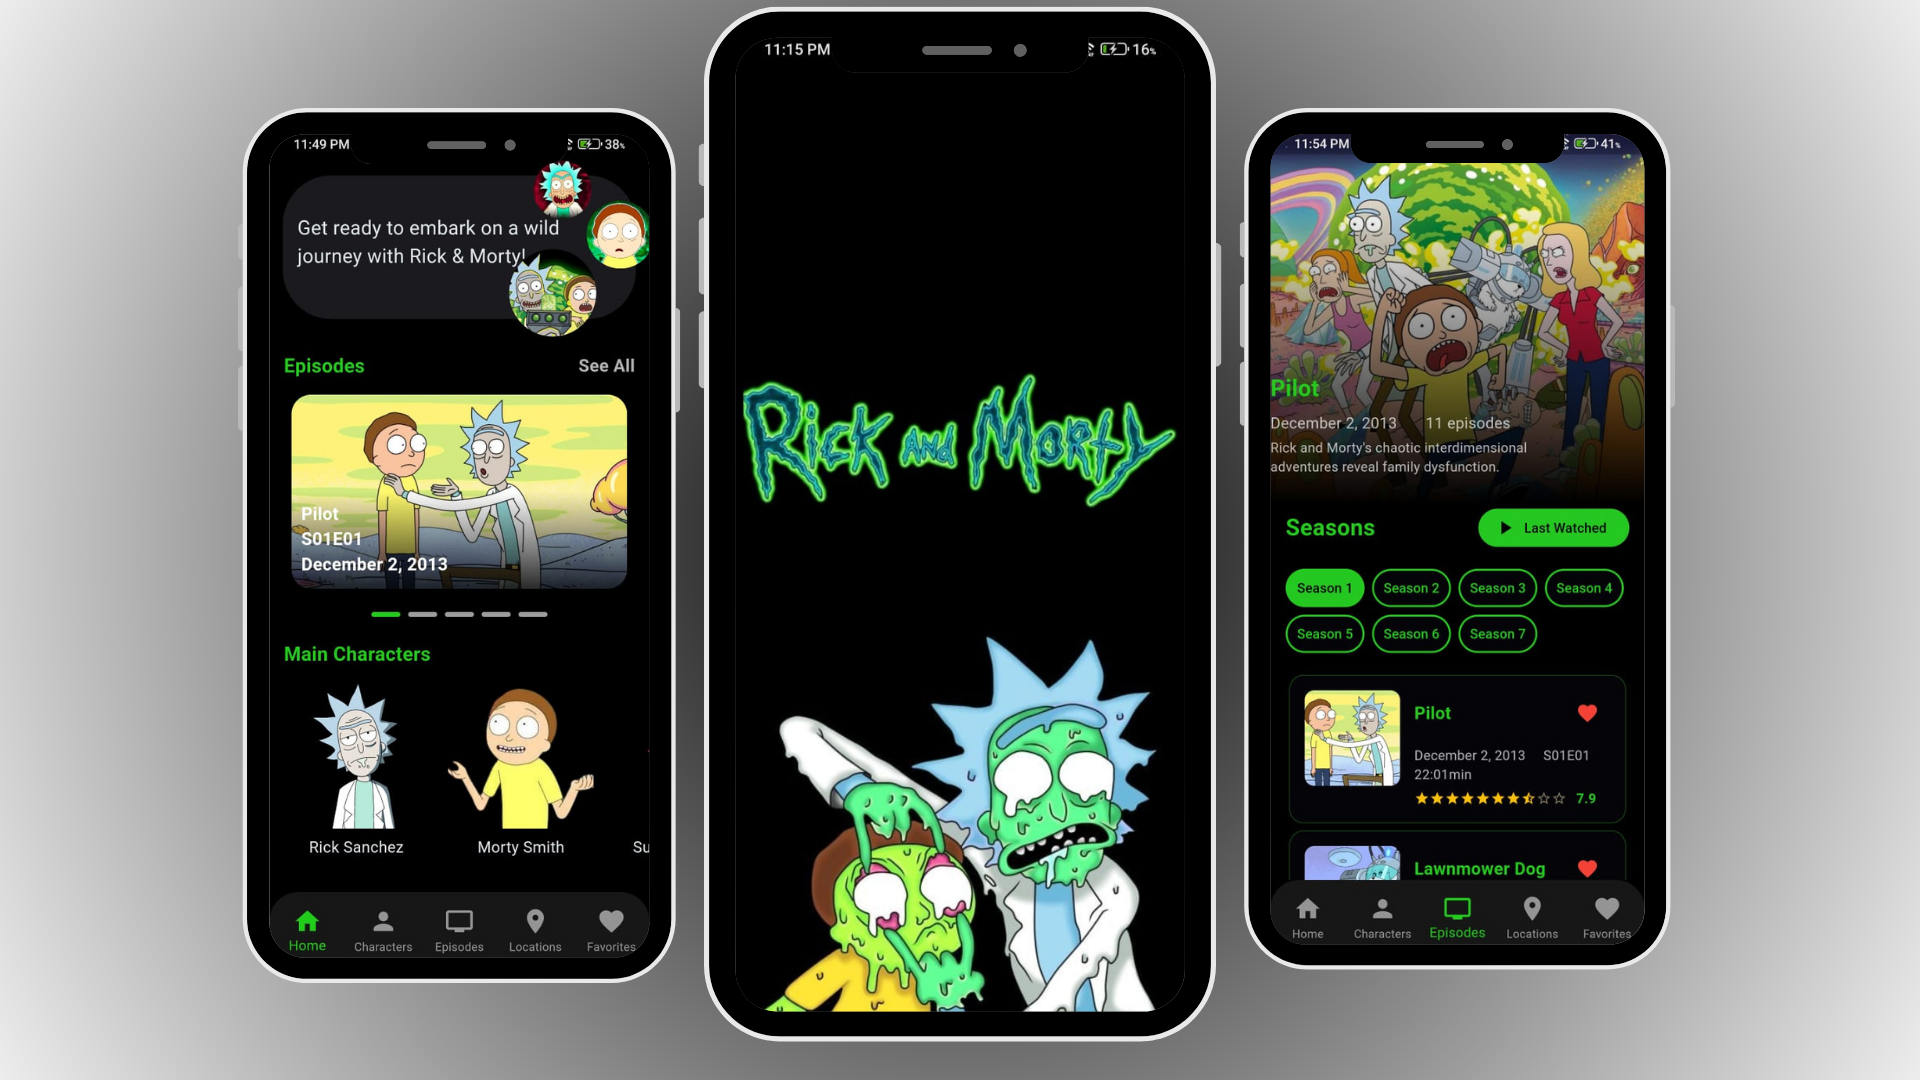 11:49 PM
38%
Get ready to embark on a wild
journey with Rick & Morty!
Episodes
See All
Pilot
S01E01
December 2, 2013
Main Characters
Rick Sanchez
Morty Smith
Su
Home
Characters
Episodes
Locations
Favorites
11:15 PM
16%
Rick and Morty
11:54 PM
41%
Pilot
December 2, 2013
11 episodes
Rick and Morty's chaotic interdimensional
adventures reveal family dysfunction.
Seasons
Last Watched
Season 1
Season 2
Season 3
Season 4
Season 5
Season 6
Season 7
Pilot
December 2, 2013
S01E01
22:01min
7.9
Lawnmower Dog
Home
Characters
Episodes
Locations
Favorites